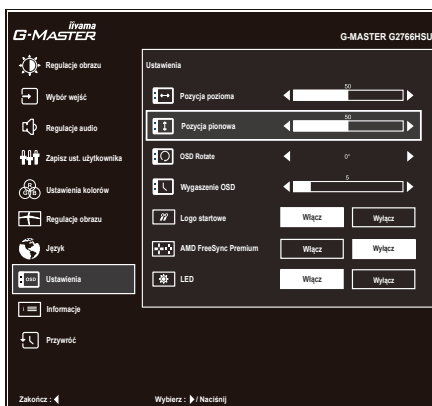 iiyama
G-MASTER
G-MASTER G2766HSU
Regulacje obrazu
Wybór wejść
Regulacje audio
Zapisz ust. użytkownika
Ustawienia kolorów
Regulacje obrazu
Język
OSD Ustawienia
Informacje
Przywróć
Ustawienia
Pozycja pozioma 50
Pozycja pionowa 50
OSD Rotate 0°
Wygaszenie OSD 5
Logo startowe Włącz Wyłącz
AMD FreeSync Premium Włącz Wyłącz
LED Włącz Wyłącz
Zakończ : Wybierz : / Naciśnij